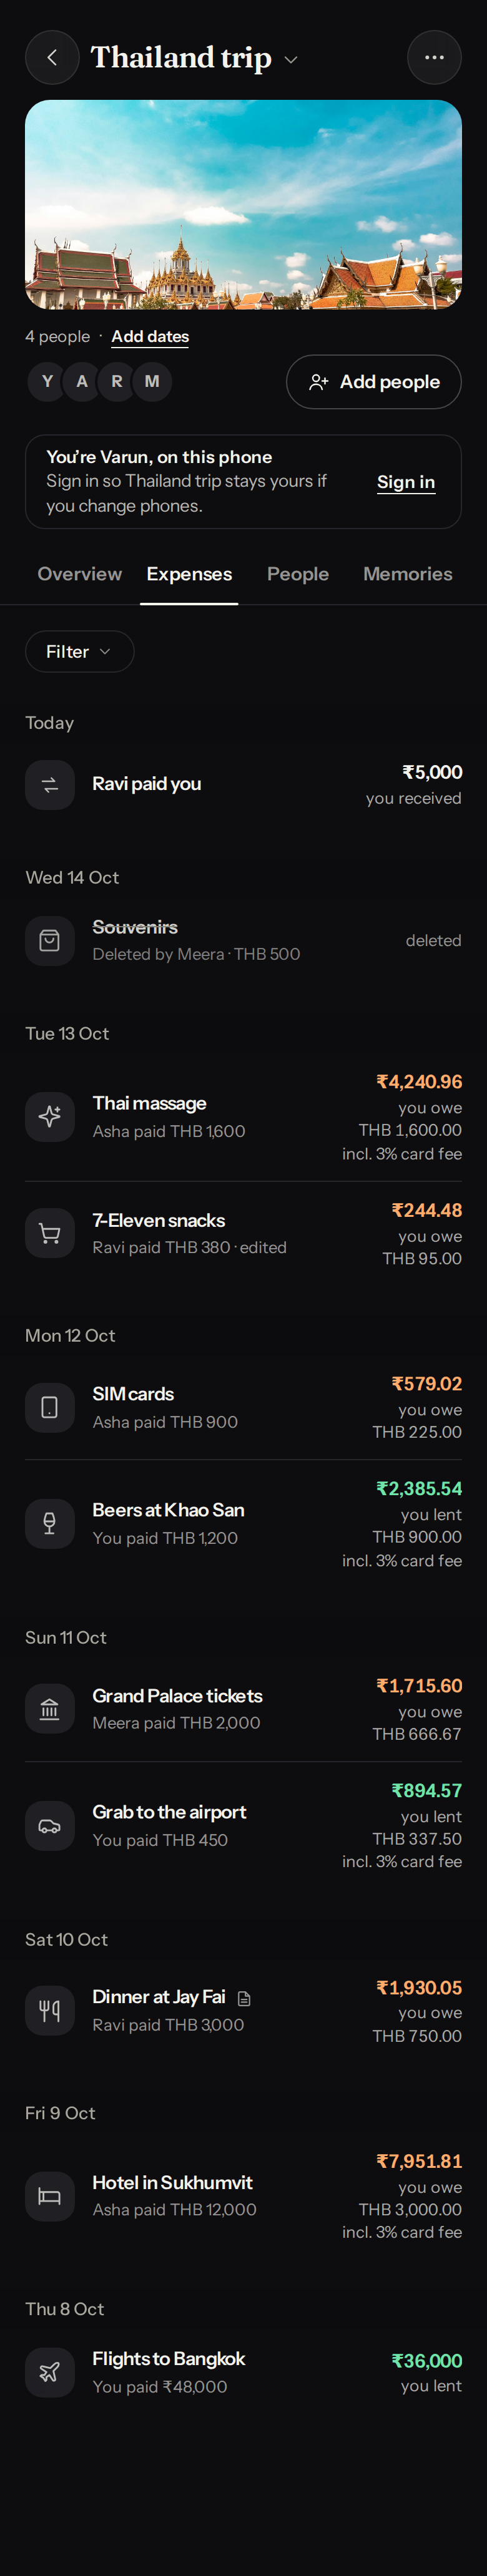 Thailand trip
4 people · Add dates
Y A R M
Add people
You're Varun, on this phone
Sign in so Thailand trip stays yours if
you change phones.
Sign in
Overview Expenses People Memories
Filter
Today
Ravi paid you
₹5,000
you received
Wed 14 Oct
Souvenirs
Deleted by Meera · THB 500
deleted
Tue 13 Oct
Thai massage
Asha paid THB 1,600
₹4,240.96
you owe
THB 1,600.00
incl. 3% card fee
7-Eleven snacks
Ravi paid THB 380 · edited
₹244.48
you owe
THB 95.00
Mon 12 Oct
SIM cards
Asha paid THB 900
₹579.02
you owe
THB 225.00
Beers at Khao San
You paid THB 1,200
₹2,385.54
you lent
THB 900.00
incl. 3% card fee
Sun 11 Oct
Grand Palace tickets
Meera paid THB 2,000
₹1,715.60
you owe
THB 666.67
Grab to the airport
You paid THB 450
₹894.57
you lent
THB 337.50
incl. 3% card fee
Sat 10 Oct
Dinner at Jay Fai
Ravi paid THB 3,000
₹1,930.05
you owe
THB 750.00
Fri 9 Oct
Hotel in Sukhumvit
Asha paid THB 12,000
₹7,951.81
you owe
THB 3,000.00
incl. 3% card fee
Thu 8 Oct
Flights to Bangkok
You paid ₹48,000
₹36,000
you lent